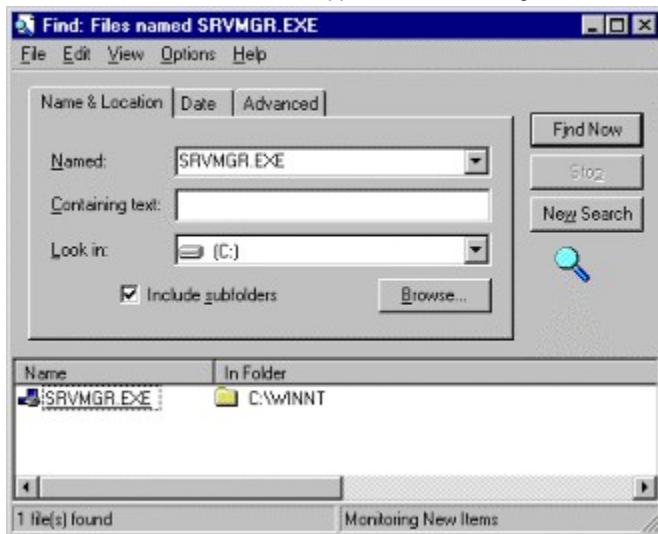 Find: Files named SRVMGR.EXE
File Edit View Options Help
Name & Location Date Advanced
Find Now
Named: SRVMGR.EXE
Stop
Containing text:
New Search
Look in: (C:)
Include subfolders Browse...
Name In Folder
SRVMGR.EXE C:\WINNT
1 file(s) found Monitoring New Items